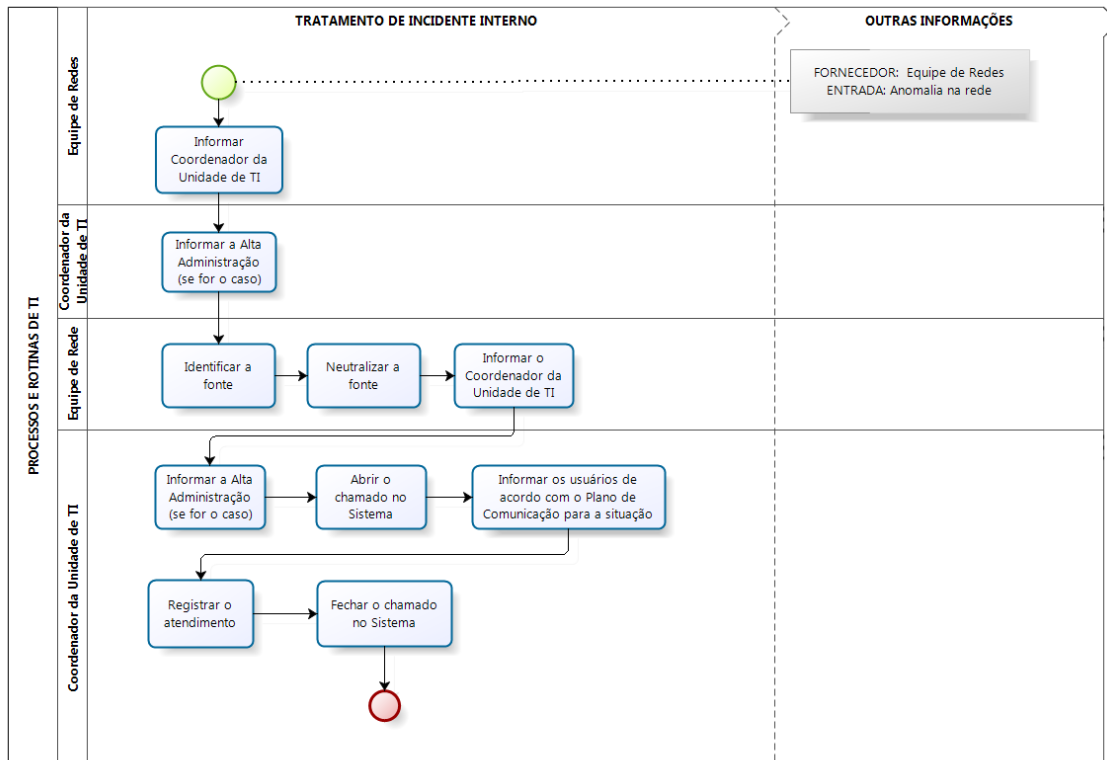 PROCESSOS E ROTINAS DE TI
TRATAMENTO DE INCIDENTE INTERNO
OUTRAS INFORMAÇÕES
Equipe de Redes
FORNECEDOR: Equipe de Redes
ENTRADA: Anomalia na rede
Informar
Coordenador da
Unidade de TI
Coordenador da
Unidade de TI
Informar a Alta
Administração
(se for o caso)
Equipe de Rede
Identificar a
fonte
Neutralizar a
fonte
Informar o
Coordenador da
Unidade de TI
Coordenador da Unidade de TI
Informar a Alta
Administração
(se for o caso)
Abrir o
chamado no
Sistema
Informar os usuários de
acordo com o Plano de
Comunicação para a situação
Registrar o
atendimento
Fechar o chamado
no Sistema